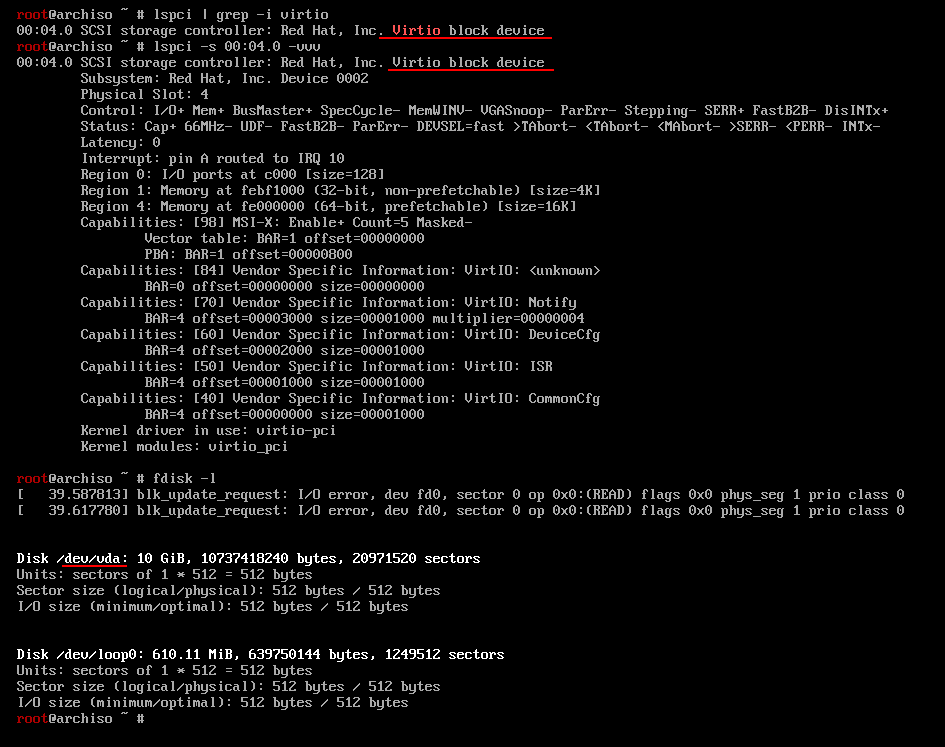 root@archiso ~ # lspci | grep -i virtio
00:04.0 SCSI storage controller: Red Hat, Inc. Virtio block device
root@archiso ~ # lspci -s 00:04.0 -vvv
00:04.0 SCSI storage controller: Red Hat, Inc. Virtio block device
Subsystem: Red Hat, Inc. Device 0002
Physical Slot: 4
Control: I/O+ Mem+ BusMaster+ SpecCycle- MemWINV- VGASnoop- ParErr- Stepping- SERR+ FastB2B- DisINTx+
Status: Cap+ 66MHz- UDF- FastB2B- ParErr- DEVSEL=fast >TAbort- <TAbort- <MAbort- >SERR- <PERR- INTx-
Latency: 0
Interrupt: pin A routed to IRQ 10
Region 0: I/O ports at c000 [size=128]
Region 1: Memory at febf1000 (32-bit, non-prefetchable) [size=4K]
Region 4: Memory at fe000000 (64-bit, prefetchable) [size=16K]
Capabilities: [98] MSI-X: Enable+ Count=5 Masked-
Vector table: BAR=1 offset=00000000
PBA: BAR=1 offset=00000800
Capabilities: [84] Vendor Specific Information: VirtIO: <unknown>
BAR=0 offset=00000000 size=00000000
Capabilities: [70] Vendor Specific Information: VirtIO: Notify
BAR=4 offset=00003000 size=00001000 multiplier=00000004
Capabilities: [60] Vendor Specific Information: VirtIO: DeviceCfg
BAR=4 offset=00002000 size=00001000
Capabilities: [50] Vendor Specific Information: VirtIO: ISR
BAR=4 offset=00001000 size=00001000
Capabilities: [40] Vendor Specific Information: VirtIO: CommonCfg
BAR=4 offset=00000000 size=00001000
Kernel driver in use: virtio-pci
Kernel modules: virtio_pci
root@archiso ~ # fdisk -l
[   39.587813] blk_update_request: I/O error, dev fd0, sector 0 op 0x0:(READ) flags 0x0 phys_seg 1 prio class 0
[   39.617780] blk_update_request: I/O error, dev fd0, sector 0 op 0x0:(READ) flags 0x0 phys_seg 1 prio class 0
Disk /dev/vda: 10 GiB, 10737418240 bytes, 20971520 sectors
Units: sectors of 1 * 512 = 512 bytes
Sector size (logical/physical): 512 bytes / 512 bytes
I/O size (minimum/optimal): 512 bytes / 512 bytes
Disk /dev/loop0: 610.11 MiB, 639750144 bytes, 1249512 sectors
Units: sectors of 1 * 512 = 512 bytes
Sector size (logical/physical): 512 bytes / 512 bytes
I/O size (minimum/optimal): 512 bytes / 512 bytes
root@archiso ~ #